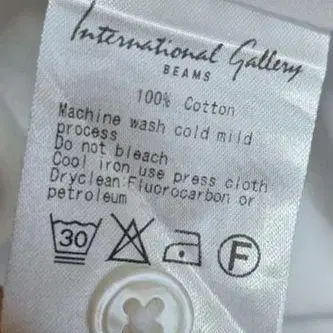 International Gallery
BEAMS
100% Cotton
Machine wash cold mild
process
Do not bleach
Cool iron use press cloth
Dryclean:Fluorocarbon or
petroleum
30 F